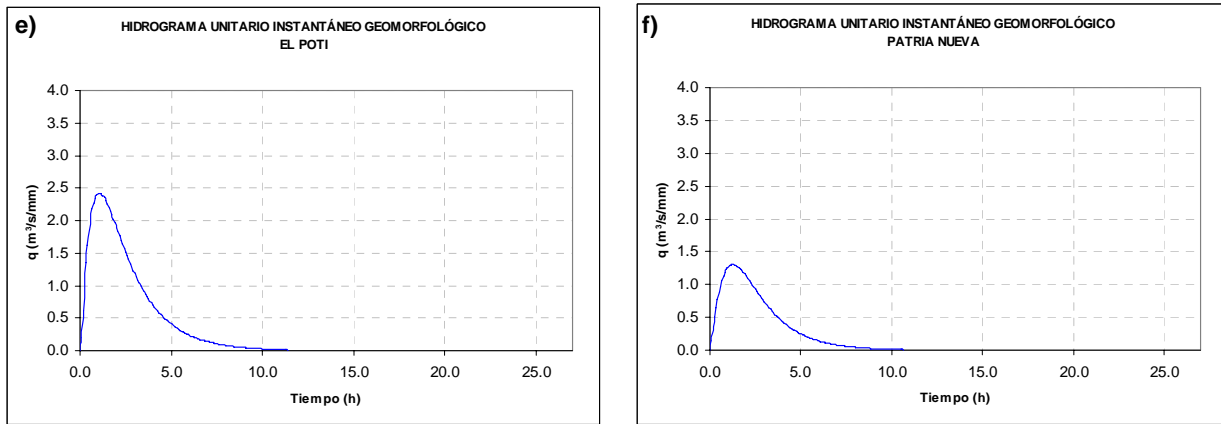 e)
HIDROGRAMA UNITARIO INSTANTÁNEO GEOMORFOLÓGICO
EL POTI
4.0
3.5
3.0
2.5
2.0
1.5
1.0
0.5
0.0
q (m³/s/mm)
0.0 5.0 10.0 15.0 20.0 25.0
Tiempo (h)
f)
HIDROGRAMA UNITARIO INSTANTÁNEO GEOMORFOLÓGICO
PATRIA NUEVA
4.0
3.5
3.0
2.5
2.0
1.5
1.0
0.5
0.0
q (m³/s/mm)
0.0 5.0 10.0 15.0 20.0 25.0
Tiempo (h)